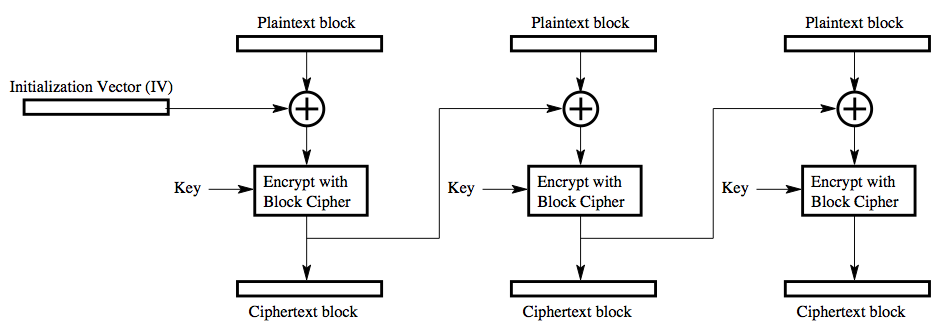 Plaintext block
Plaintext block
Plaintext block
Initialization Vector (IV)
Key
Encrypt with
Block Cipher
Key
Encrypt with
Block Cipher
Key
Encrypt with
Block Cipher
Ciphertext block
Ciphertext block
Ciphertext block